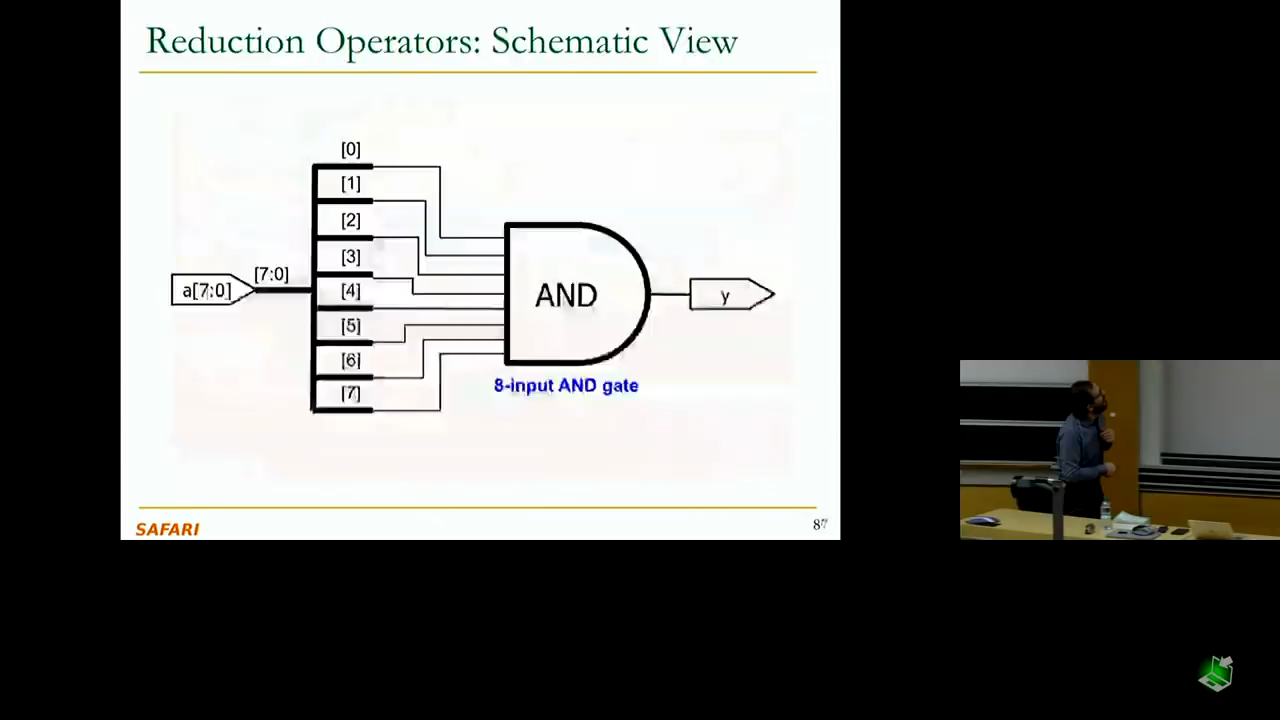 Reduction Operators: Schematic View
[0]
[1]
[2]
[3]
[7:0]
a[7:0]
[4]
AND
y
[5]
[6]
8-input AND gate
[7]
SAFARI
87